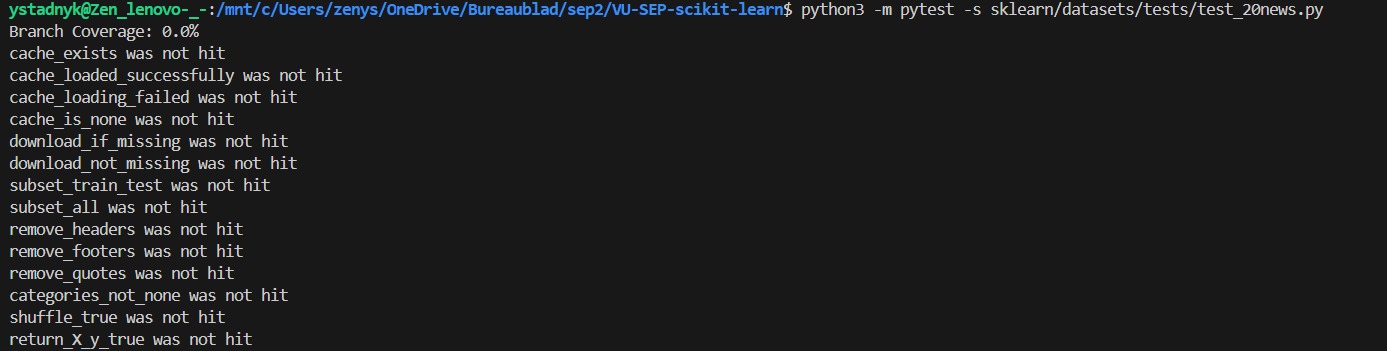 ystadnyk@Zen_lenovo-_-:/mnt/c/Users/zenys/OneDrive/Bureaublad/sep2/VU-SEP-scikit-learn$ python3 -m pytest -s sklearn/datasets/tests/test_20news.py
Branch Coverage: 0.0%
cache_exists was not hit
cache_loaded_successfully was not hit
cache_loading_failed was not hit
cache_is_none was not hit
download_if_missing was not hit
download_not_missing was not hit
subset_train_test was not hit
subset_all was not hit
remove_headers was not hit
remove_footers was not hit
remove_quotes was not hit
categories_not_none was not hit
shuffle_true was not hit
return_X_y_true was not hit